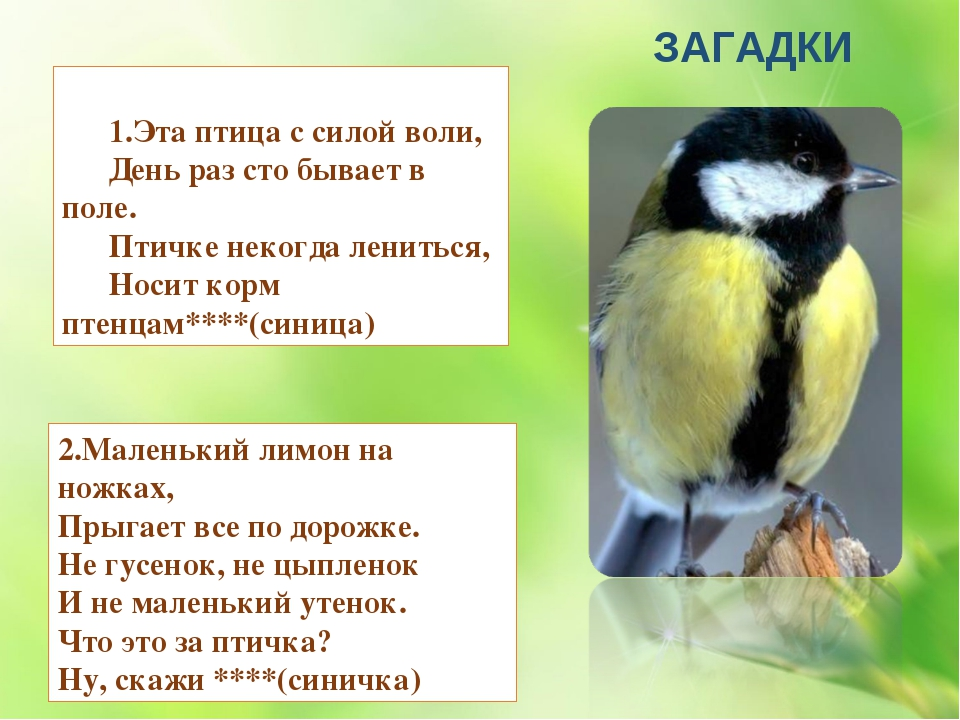 ЗАГАДКИ
1.Эта птица с силой воли,
День раз сто бывает в
поле.
Птичке некогда лениться,
Носит корм
птенцам****(синица)
2.Маленький лимон на
ножках,
Прыгает все по дорожке.
Не гусенок, не цыпленок
И не маленький утенок.
Что это за птичка?
Ну, скажи ****(синичка)